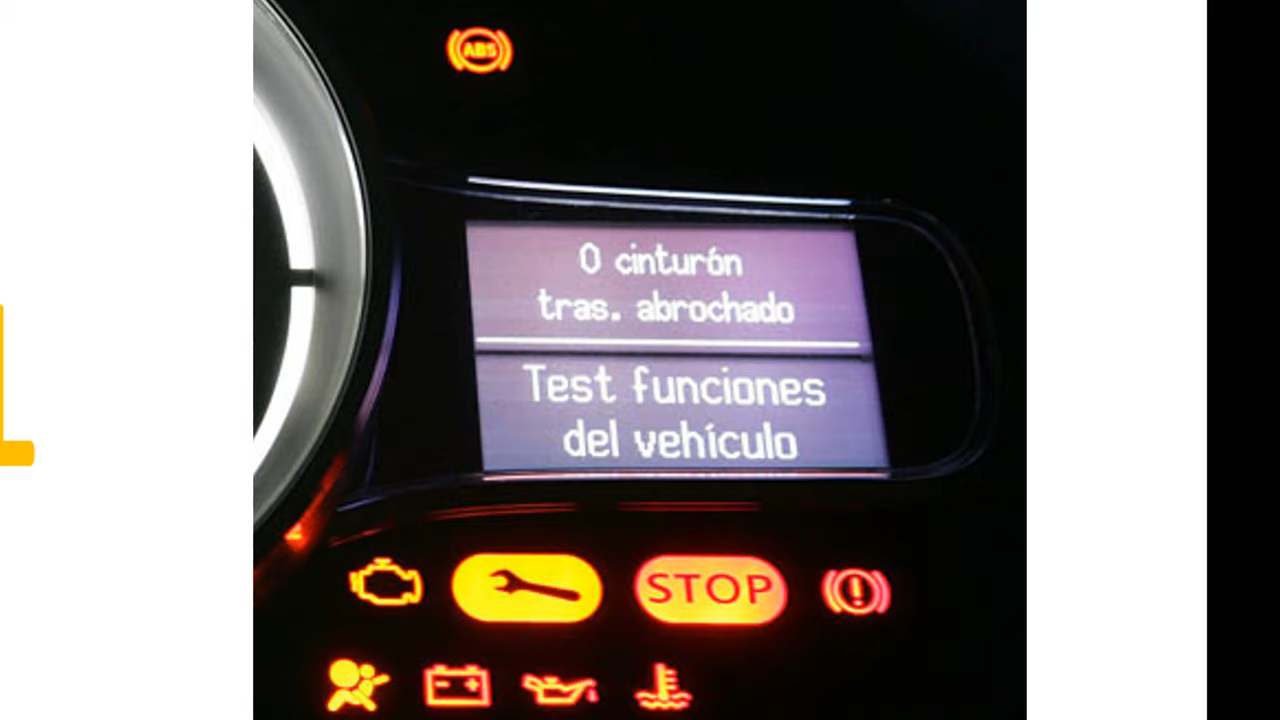 ABS
0 cinturón
tras. abrochado
Test funciones
del vehículo
STOP